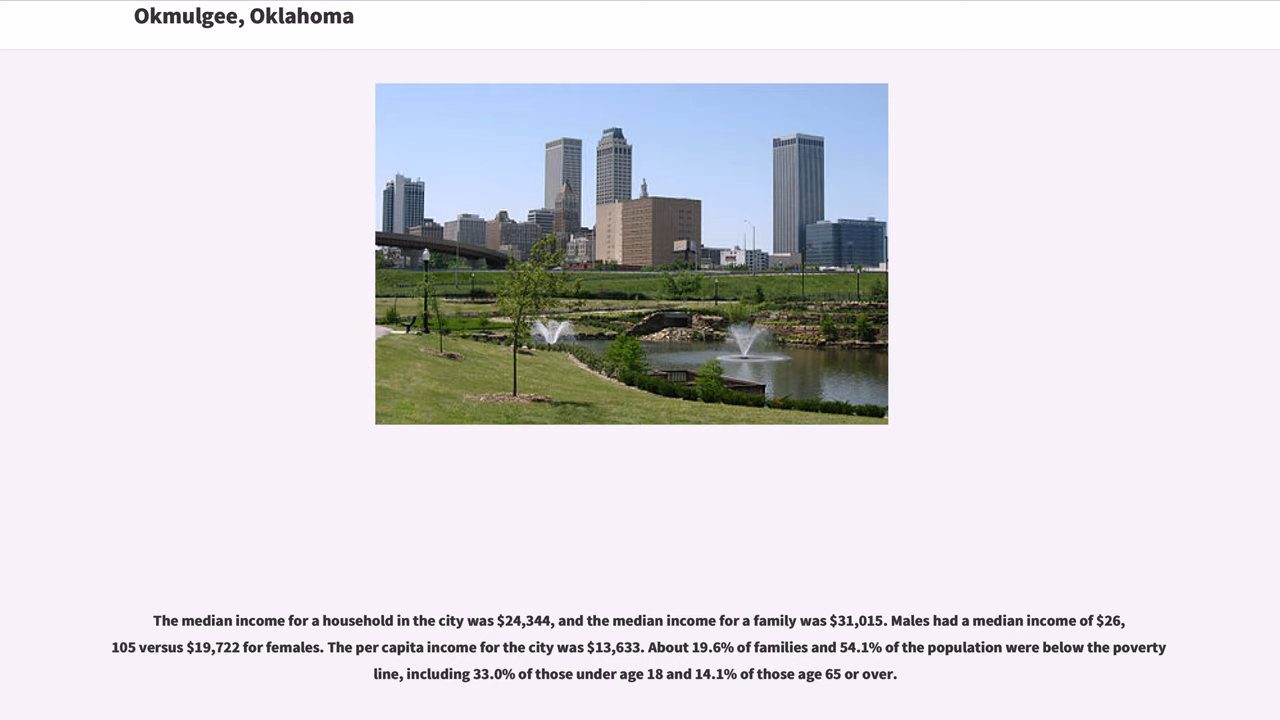 Okmulgee, Oklahoma
The median income for a household in the city was $24,344, and the median income for a family was $31,015. Males had a median income of $26,
105 versus $19,722 for females. The per capita income for the city was $13,633. About 19.6% of families and 54.1% of the population were below the poverty
line, including 33.0% of those under age 18 and 14.1% of those age 65 or over.